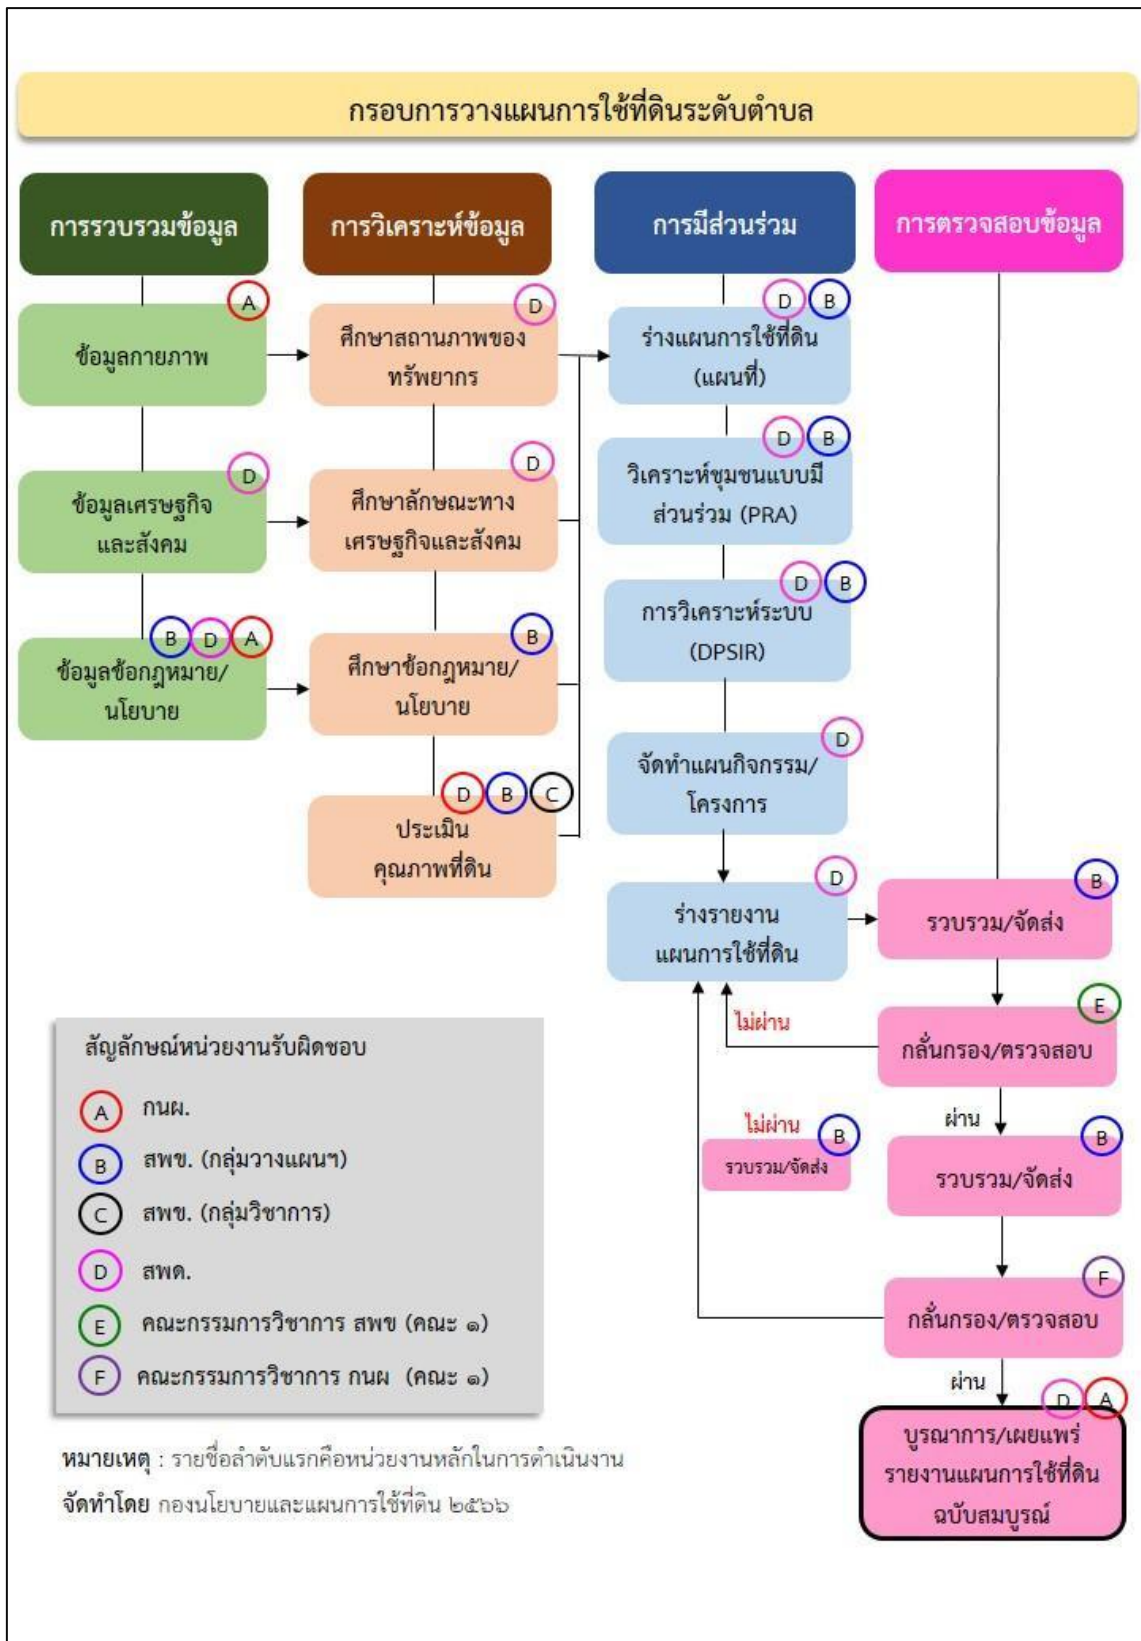 กรอบการวางแผนการใช้ที่ดินระดับตำบล
การรวบรวมข้อมูล
A
ข้อมูลกายภาพ
D
ข้อมูลเศรษฐกิจ
และสังคม
B D A
ข้อมูลข้อกฎหมาย/
นโยบาย
การวิเคราะห์ข้อมูล
D
ศึกษาสถานภาพของ
ทรัพยากร
D
ศึกษาลักษณะทาง
เศรษฐกิจและสังคม
B
ศึกษาข้อกฎหมาย/
นโยบาย
D B C
ประเมิน
คุณภาพที่ดิน
การมีส่วนร่วม
D B
ร่างแผนการใช้ที่ดิน
(แผนที่)
D B
วิเคราะห์ชุมชนแบบมี
ส่วนร่วม (PRA)
D B
การวิเคราะห์ระบบ
(DPSIR)
D
จัดทำแผนกิจกรรม/
โครงการ
D
ร่างรายงาน
แผนการใช้ที่ดิน
การตรวจสอบข้อมูล
B
รวบรวม/จัดส่ง
E
กลั่นกรอง/ตรวจสอบ
ไม่ผ่าน
ผ่าน
B
รวบรวม/จัดส่ง
ไม่ผ่าน
B
รวบรวม/จัดส่ง
F
กลั่นกรอง/ตรวจสอบ
ผ่าน
D A
บูรณาการ/เผยแพร่
รายงานแผนการใช้ที่ดิน
ฉบับสมบูรณ์
สัญลักษณ์หน่วยงานรับผิดชอบ
A กนผ.
B สพข. (กลุ่มวางแผนฯ)
C สพข. (กลุ่มวิชาการ)
D สพด.
E คณะกรรมการวิชาการ สพข (คณะ ๑)
F คณะกรรมการวิชาการ กนผ (คณะ ๑)
หมายเหตุ : รายชื่อลำดับแรกคือหน่วยงานหลักในการดำเนินงาน
จัดทำโดย กองนโยบายและแผนการใช้ที่ดิน ๒๕๖๖